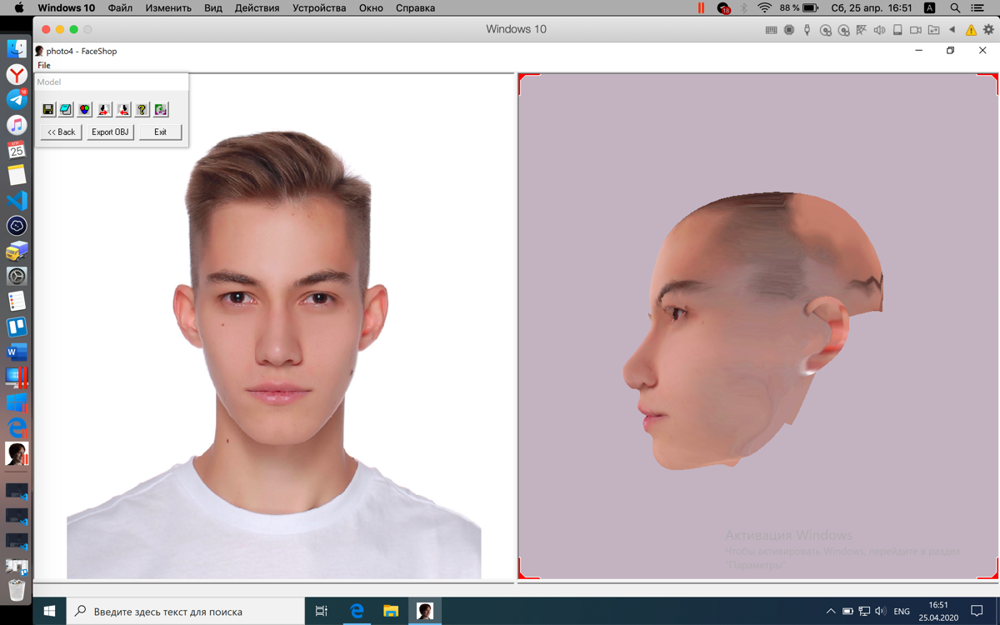 Windows 10 Файл Изменить Вид Действия Устройства Окно Справка
18
88 %
Сб, 25 апр. 16:51
A
Windows 10
photo4 - FaceShop
File
Model
<< Back
Export OBJ
Exit
25
W
Активация Windows
Чтобы активировать Windows, перейдите в раздел
"Параметры".
Введите здесь текст для поиска
ENG
16:51
25.04.2020